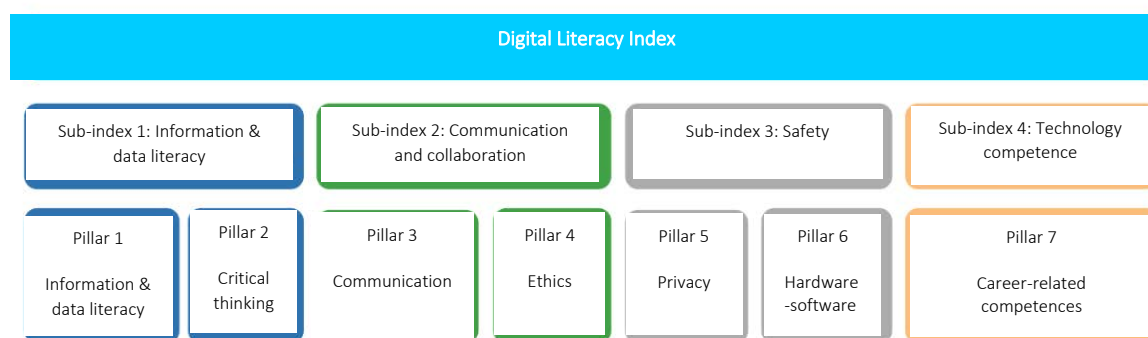 Digital Literacy Index
Sub-index 1: Information &
data literacy
Sub-index 2: Communication
and collaboration
Sub-index 3: Safety
Sub-index 4: Technology
competence
Pillar 1
Information &
data literacy
Pillar 2
Critical
thinking
Pillar 3
Communication
Pillar 4
Ethics
Pillar 5
Privacy
Pillar 6
Hardware
-software
Pillar 7
Career-related
competences